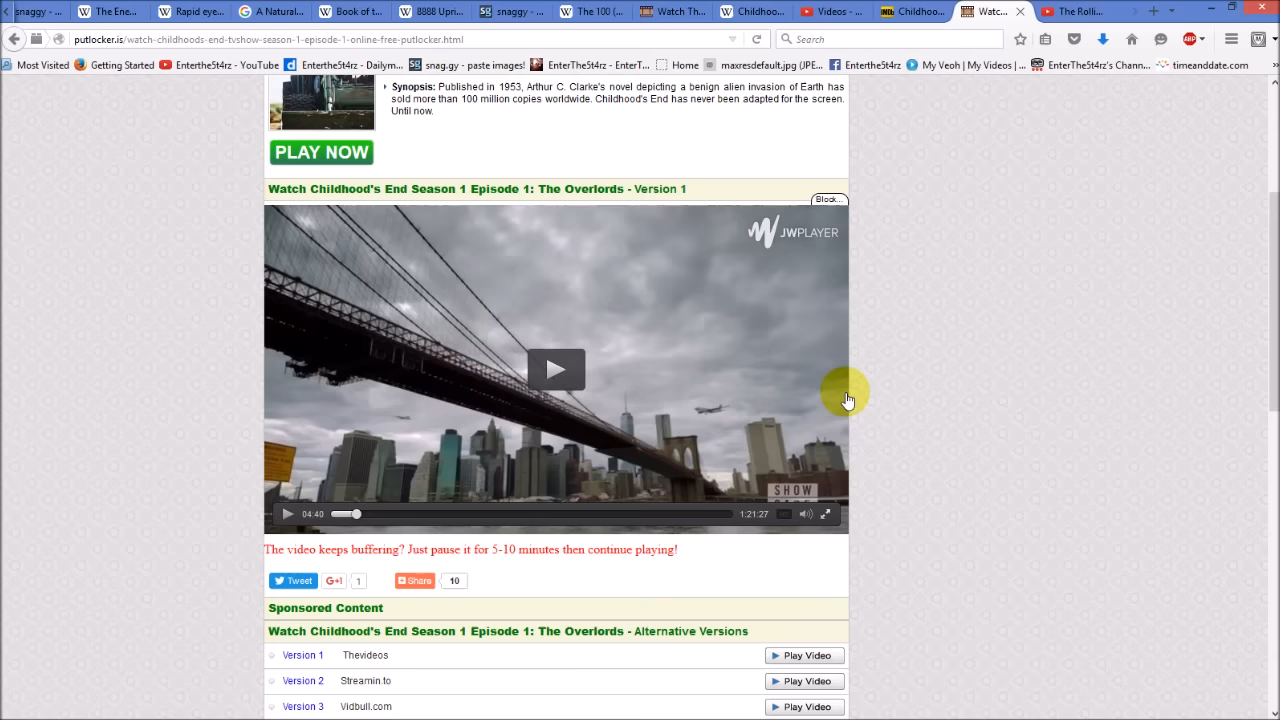 snaggy - ...
The Ene...
Rapid eye...
A Natural...
Book of t...
8888 Upri...
snaggy - ...
The 100 (...
Watch Th...
Childhoo...
Videos - ...
Childhoo...
Watc...
The Rolli...
putlocker.is/watch-childhoods-end-tvshow-season-1-episode-1-online-free-putlocker.html
Search
ABP
Most Visited
Getting Started
Enterthe5t4rz - YouTube
Enterthe5t4rz - Dailym...
snag.gy - paste images!
EnterThe5t4rz - EnterT...
Home
maxresdefault.jpg (JPE...
Enterthe5t4rz
My Veoh | My Videos | ...
EnterThe5t4rz's Chann...
timeanddate.com
Synopsis: Published in 1953, Arthur C. Clarke's novel depicting a benign alien invasion of Earth has
sold more than 100 million copies worldwide. Childhood's End has never been adapted for the screen.
Until now.
PLAY NOW
Watch Childhood's End Season 1 Episode 1: The Overlords - Version 1
Block...
JWPLAYER
SHOW
04:40
1:21:27
The video keeps buffering? Just pause it for 5-10 minutes then continue playing!
Tweet
G+1
1
Share
10
Sponsored Content
Watch Childhood's End Season 1 Episode 1: The Overlords - Alternative Versions
Version 1 Thevideos Play Video
Version 2 Streamin.to Play Video
Version 3 Vidbull.com Play Video